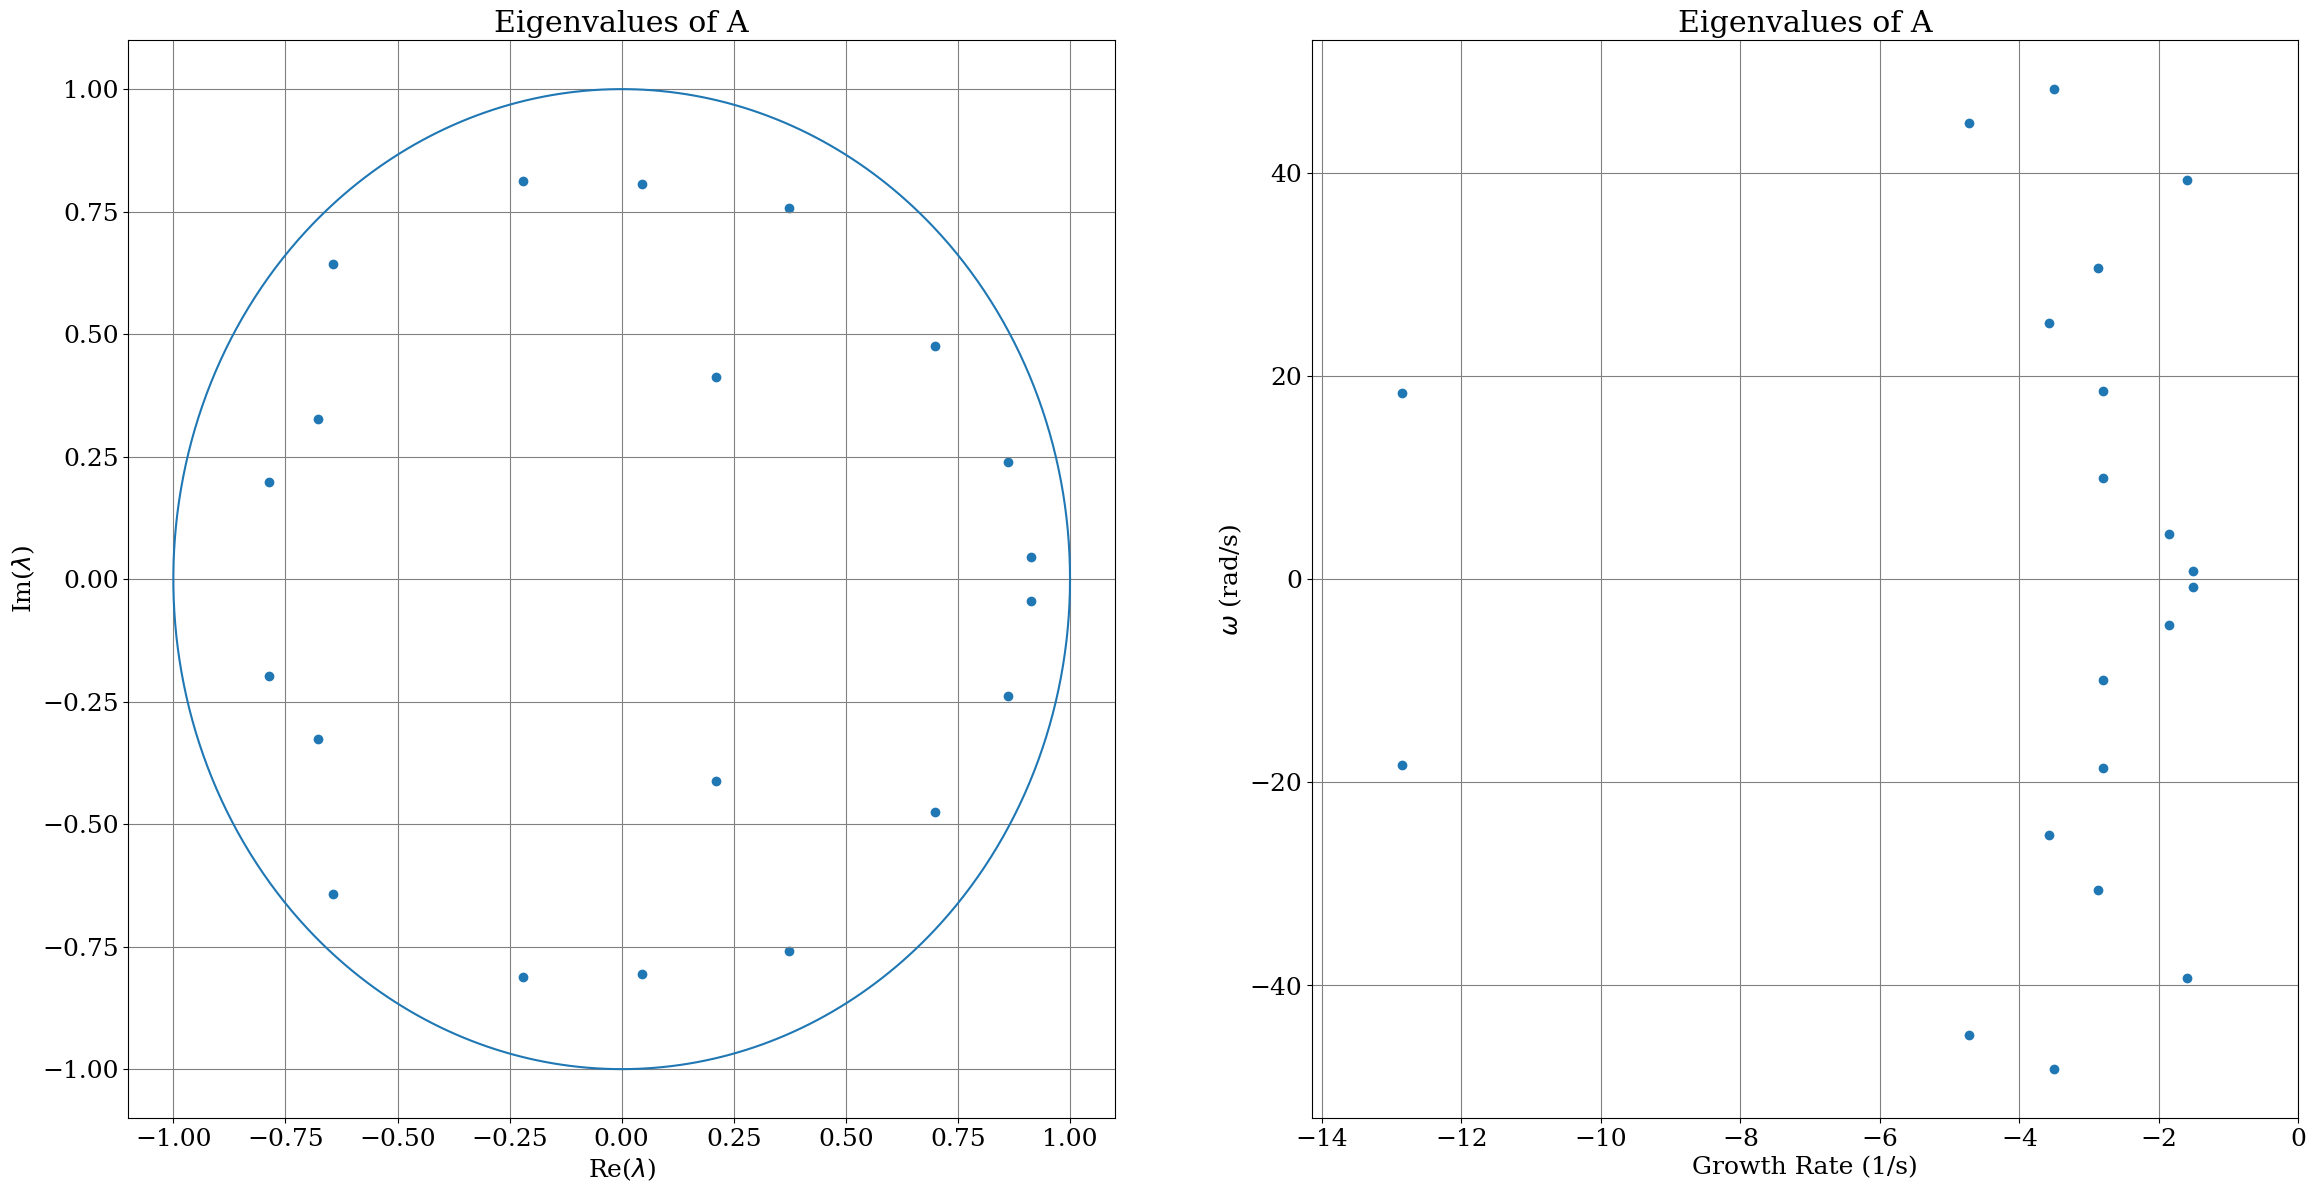 Eigenvalues of A
1.00
0.75
0.50
0.25
0.00
−0.25
−0.50
−0.75
−1.00
Im(λ)
−1.00 −0.75 −0.50 −0.25 0.00 0.25 0.50 0.75 1.00
Re(λ)
Eigenvalues of A
40
20
0
−20
−40
ω (rad/s)
−14 −12 −10 −8 −6 −4 −2 0
Growth Rate (1/s)